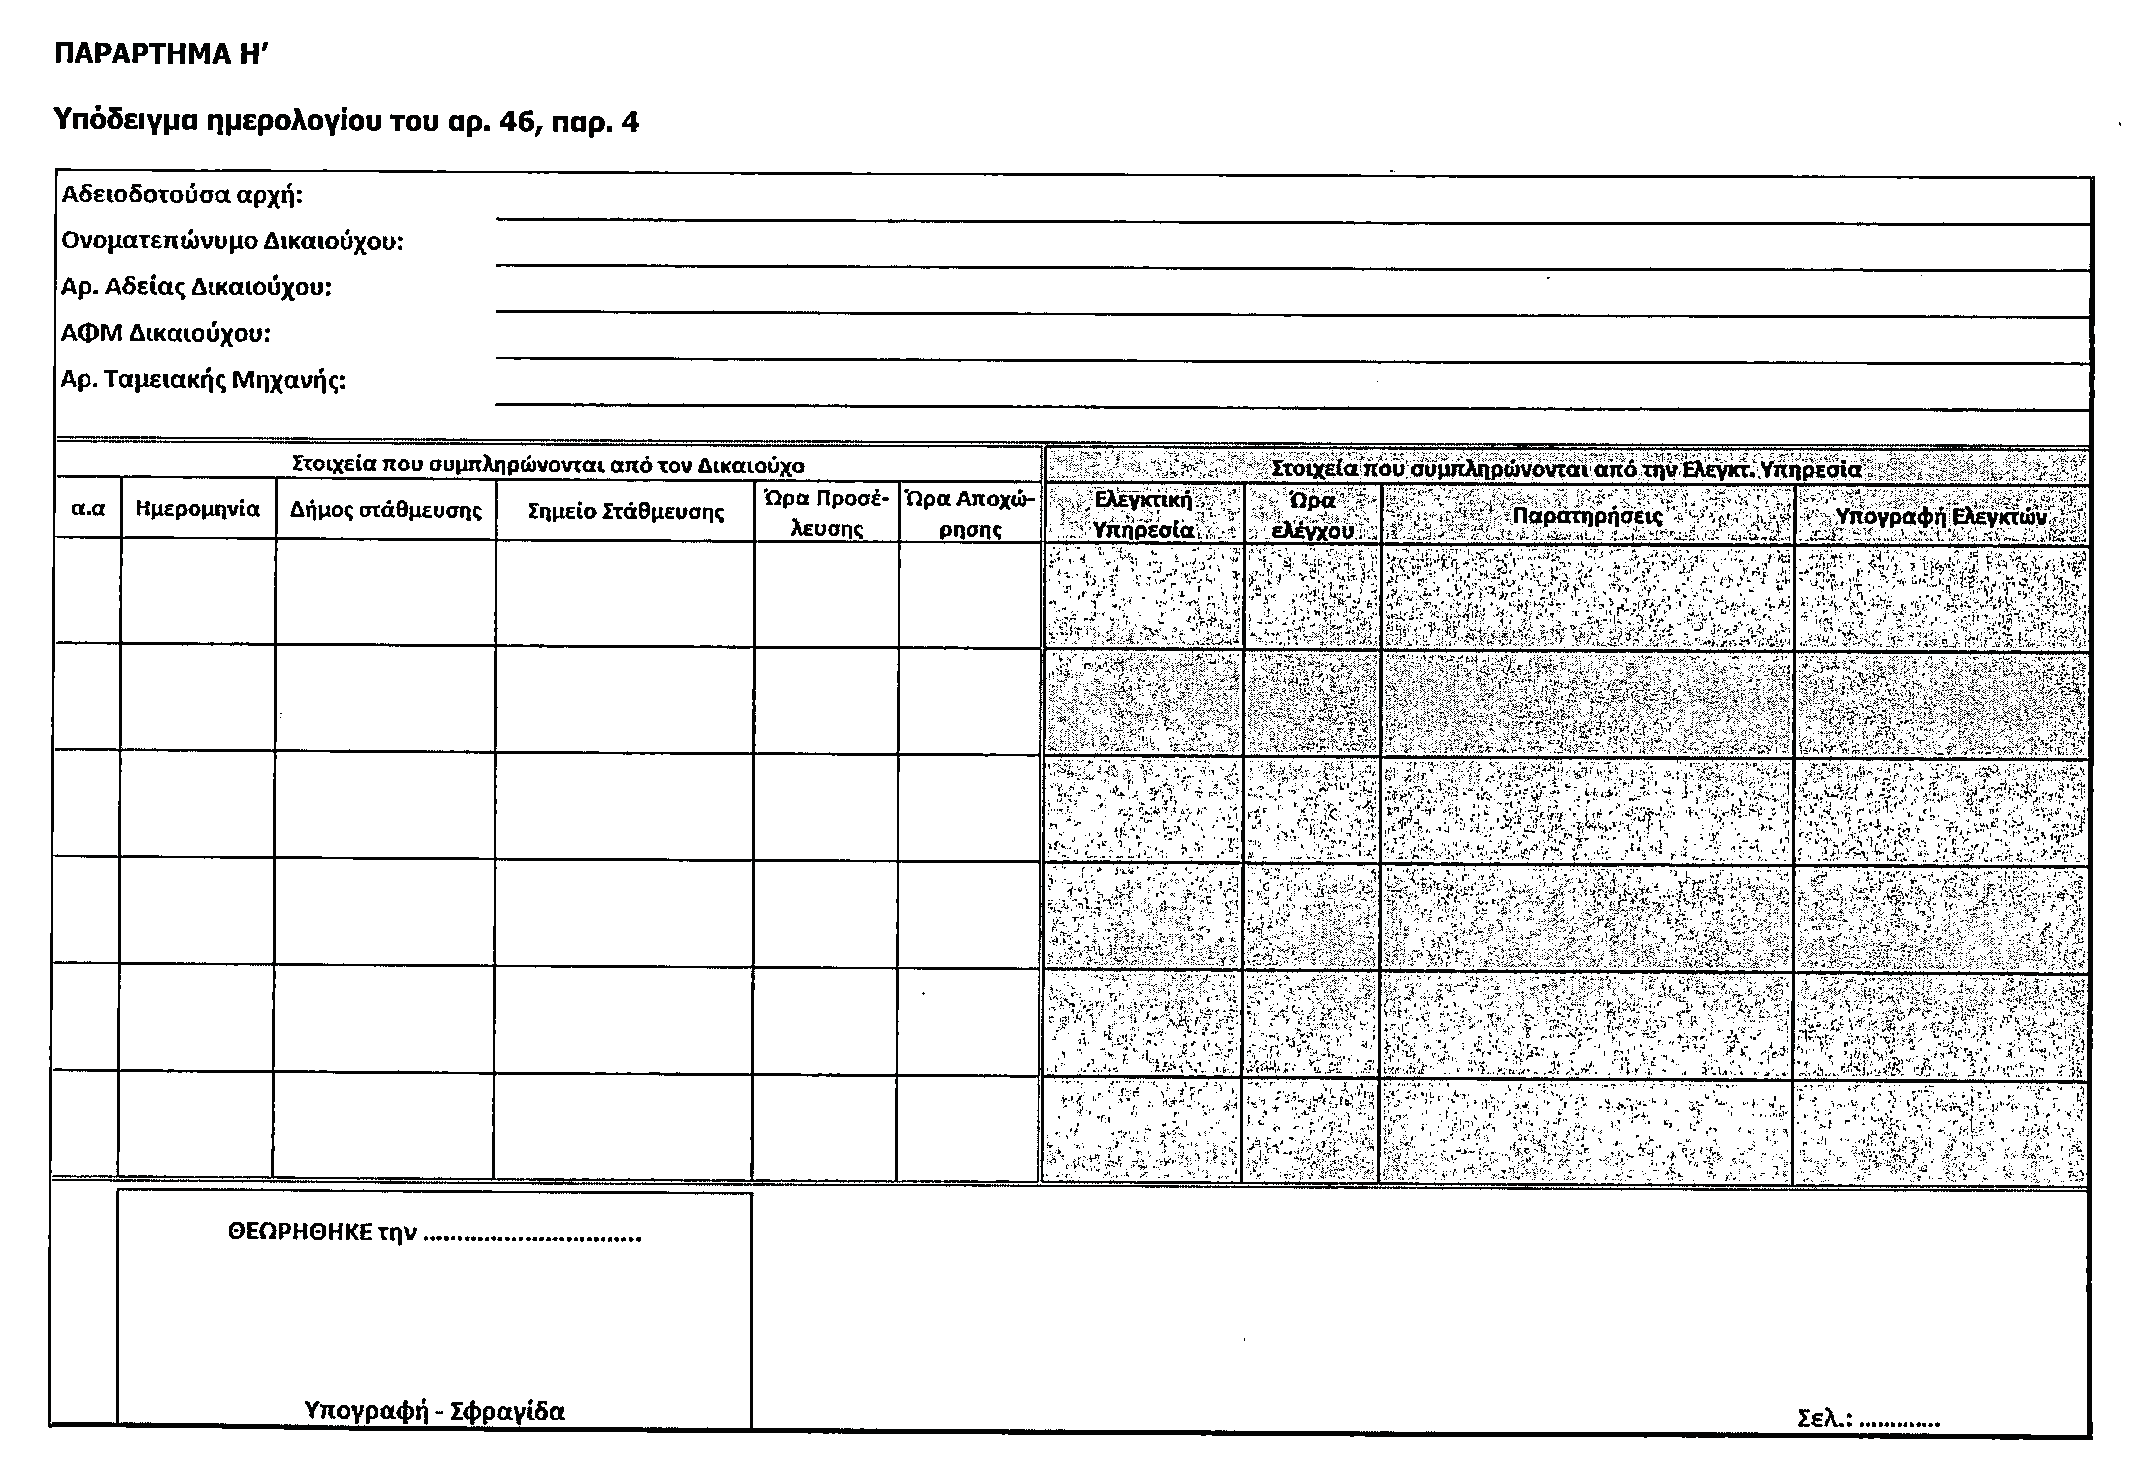 ΠΑΡΑΡΤΗΜΑ Η’
Υπόδειγμα ημερολογίου του αρ. 46, παρ. 4
Αδειοδοτούσα αρχή:
Ονοματεπώνυμο Δικαιούχου:
Αρ. Αδείας Δικαιούχου:
ΑΦΜ Δικαιούχου:
Αρ. Ταμειακής Μηχανής:
Στοιχεία που συμπληρώνονται από τον Δικαιούχο
Στοιχεία που συμπληρώνονται από την Ελεγκτ. Υπηρεσία
α.α
Ημερομηνία
Δήμος στάθμευσης
Σημείο Στάθμευσης
Ώρα Προσέ-
λευσης
Ώρα Αποχώ-
ρησης
Ελεγκτική
Υπηρεσία
Ώρα
ελέγχου
Παρατηρήσεις
Υπογραφή Ελεγκτών
ΘΕΩΡΗΘΗΚΕ την ................................
Υπογραφή - Σφραγίδα
Σελ.: ............